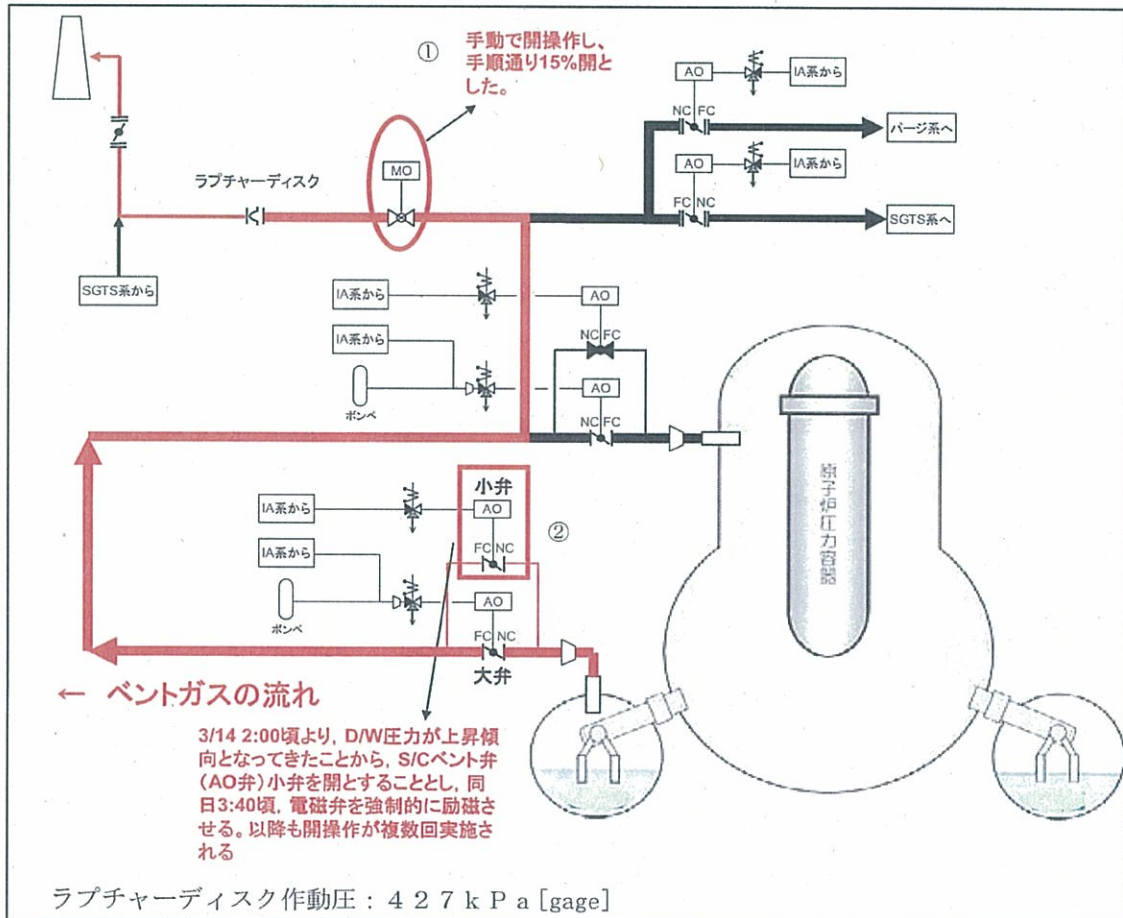 ①
手動で開操作し、
手順通り15%開と
した。
AO
IA系から
NC FC
パージ系へ
AO
IA系から
FC NC
SGTS系へ
MO
ラプチャーディスク
SGTS系から
IA系から
AO
NC FC
IA系から
ボンベ
AO
NC FC
原子炉圧力容器
小弁
IA系から
AO
②
FC NC
IA系から
ボンベ
AO
FC NC
大弁
← ベントガスの流れ
3/14 2:00頃より, D/W圧力が上昇傾
向となってきたことから, S/Cベント弁
(AO弁)小弁を開とすることとし, 同
日3:40頃, 電磁弁を強制的に励磁さ
せる。以降も開操作が複数回実施さ
れる
ラプチャーディスク作動圧：４２７ｋＰａ[gage]